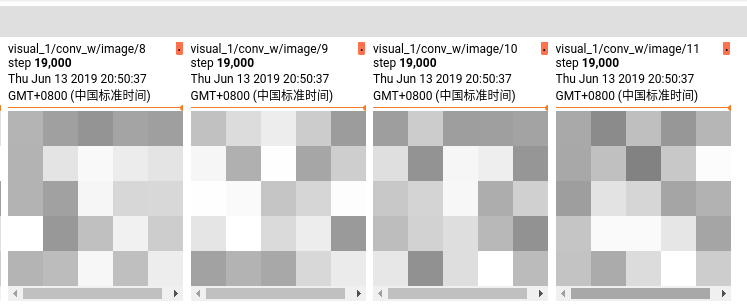 visual_1/conv_w/image/8
step 19,000
Thu Jun 13 2019 20:50:37
GMT+0800 (中国标准时间)
visual_1/conv_w/image/9
step 19,000
Thu Jun 13 2019 20:50:37
GMT+0800 (中国标准时间)
visual_1/conv_w/image/10
step 19,000
Thu Jun 13 2019 20:50:37
GMT+0800 (中国标准时间)
visual_1/conv_w/image/11
step 19,000
Thu Jun 13 2019 20:50:37
GMT+0800 (中国标准时间)